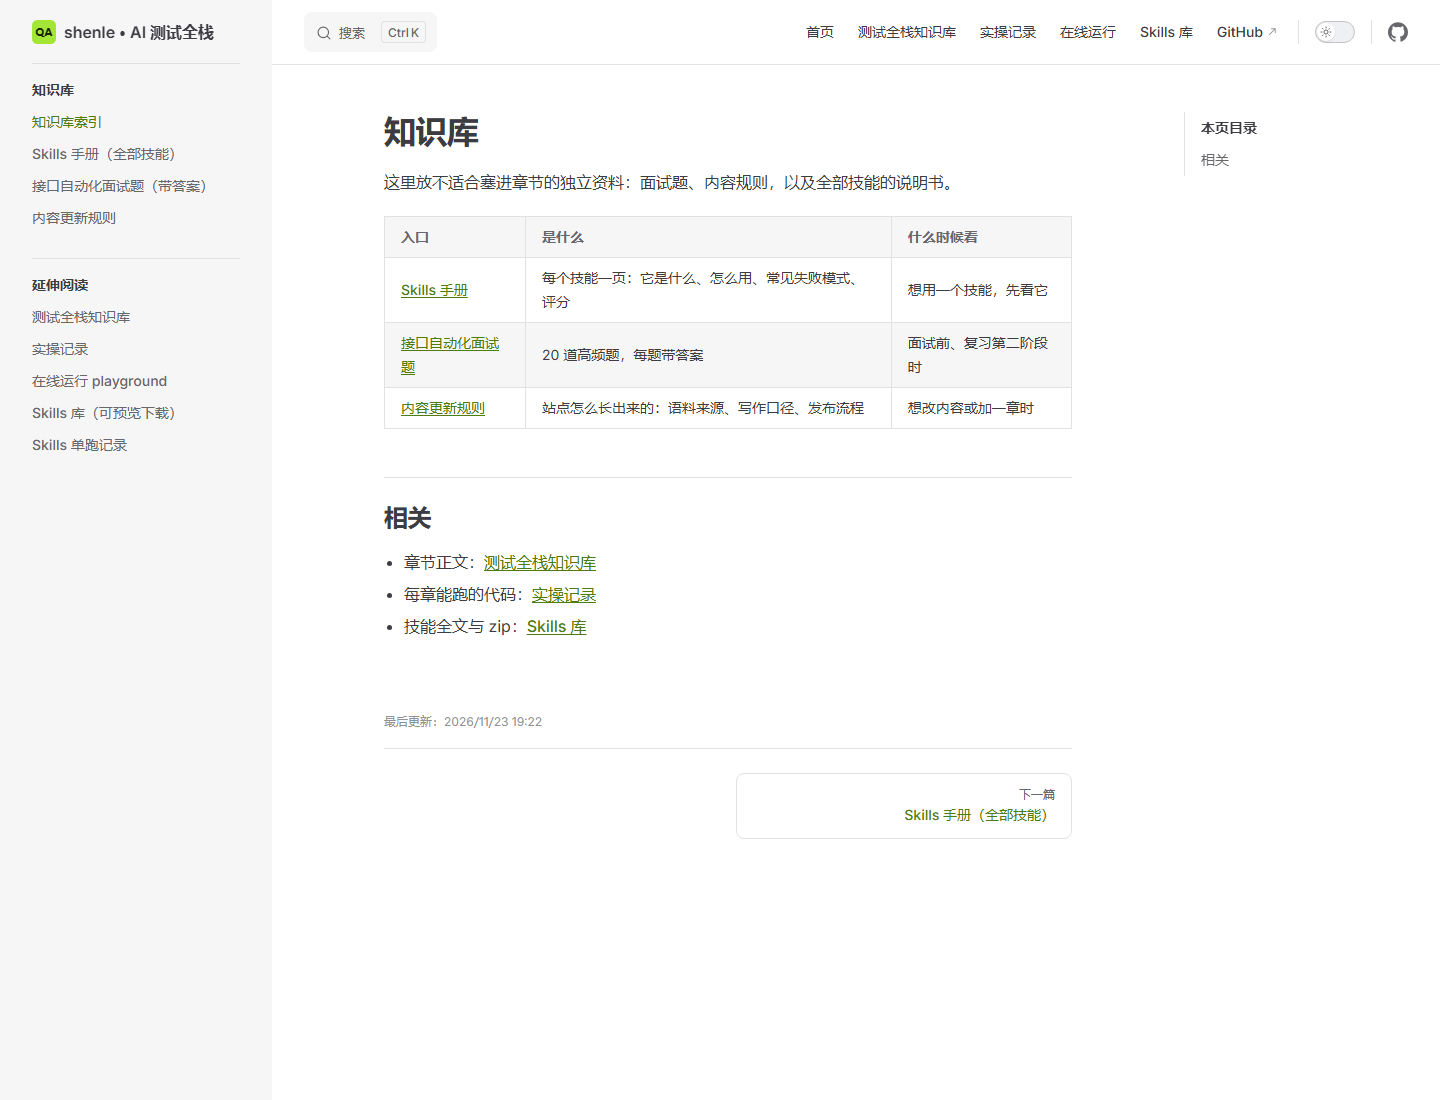 QA shenle • AI 测试全栈
搜索 Ctrl K
首页 测试全栈知识库 实操记录 在线运行 Skills 库 GitHub
知识库
知识库索引
Skills 手册（全部技能）
接口自动化面试题（带答案）
内容更新规则
延伸阅读
测试全栈知识库
实操记录
在线运行 playground
Skills 库（可预览下载）
Skills 单跑记录
知识库
这里放不适合塞进章节的独立资料：面试题、内容规则，以及全部技能的说明书。
入口 是什么 什么时候看
Skills 手册 每个技能一页：它是什么、怎么用、常见失败模式、
评分 想用一个技能，先看它
接口自动化面试
题 20 道高频题，每题带答案 面试前、复习第二阶段
时
内容更新规则 站点怎么长出来的：语料来源、写作口径、发布流程 想改内容或加一章时
相关
章节正文：测试全栈知识库
每章能跑的代码：实操记录
技能全文与 zip：Skills 库
最后更新：2026/11/23 19:22
下一篇
Skills 手册（全部技能）
本页目录
相关